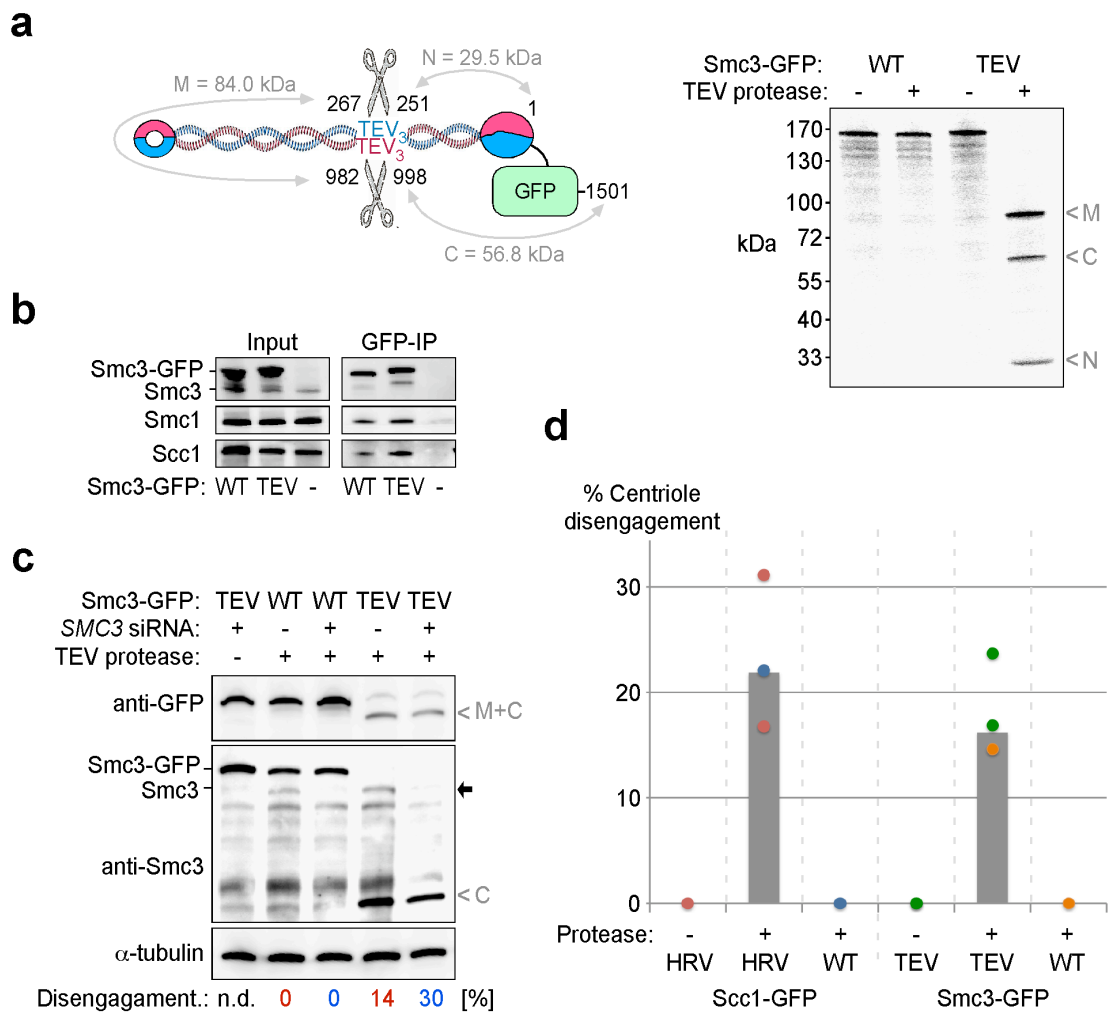 a
N = 29.5 kDa
M = 84.0 kDa
267 251 1
TEV3
TEV3
982 998
GFP -1501
C = 56.8 kDa
Smc3-GFP: WT TEV
TEV protease: - + - +
170
130
100
72
55
40
33
kDa
< M
< C
< N
b
Input GFP-IP
Smc3-GFP
Smc3
Smc1
Scc1
Smc3-GFP: WT TEV - WT TEV -
c
Smc3-GFP: TEV WT WT TEV TEV
SMC3 siRNA: + - + - +
TEV protease: - + + + +
anti-GFP
< M+C
Smc3-GFP
Smc3
anti-Smc3
< C
α-tubulin
Disengagament.: n.d. 0 0 14 30 [%]
d
% Centriole
disengagement
30
20
10
0
Protease: - + + - + +
HRV HRV WT TEV TEV WT
Scc1-GFP Smc3-GFP